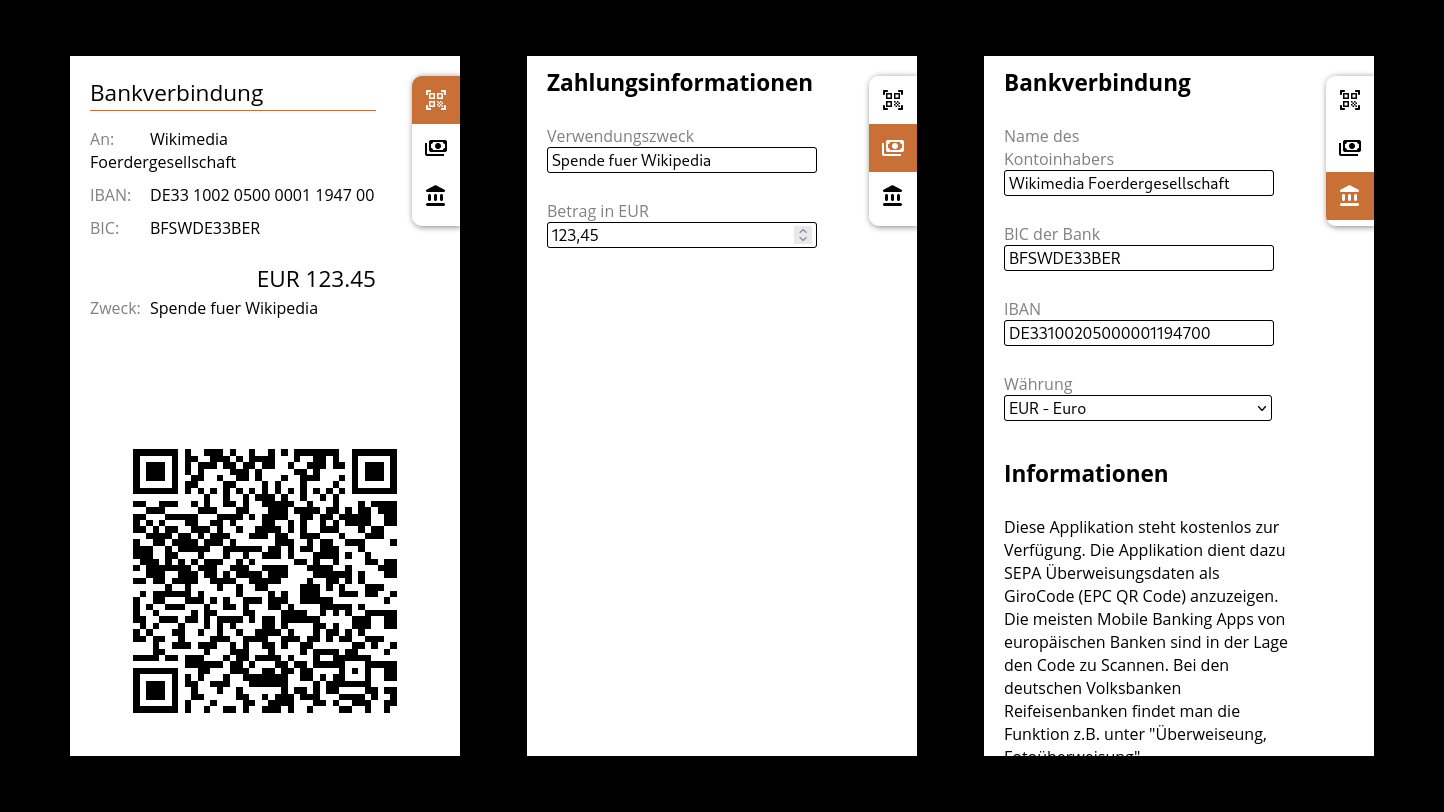 Bankverbindung
An: Wikimedia
Foerdergesellschaft
IBAN: DE33 1002 0500 0001 1947 00
BIC: BFSWDE33BER
EUR 123.45
Zweck: Spende fuer Wikipedia
Zahlungsinformationen
Verwendungszweck
Spende fuer Wikipedia
Betrag in EUR
123,45
Bankverbindung
Name des
Kontoinhabers
Wikimedia Foerdergesellschaft
BIC der Bank
BFSWDE33BER
IBAN
DE33100205000001194700
Währung
EUR - Euro
Informationen
Diese Applikation steht kostenlos zur
Verfügung. Die Applikation dient dazu
SEPA Überweisungsdaten als
GiroCode (EPC QR Code) anzuzeigen.
Die meisten Mobile Banking Apps von
europäischen Banken sind in der Lage
den Code zu Scannen. Bei den
deutschen Volksbanken
Reifeisenbanken findet man die
Funktion z.B. unter "Überweiseung,
Fotoüberweisung"